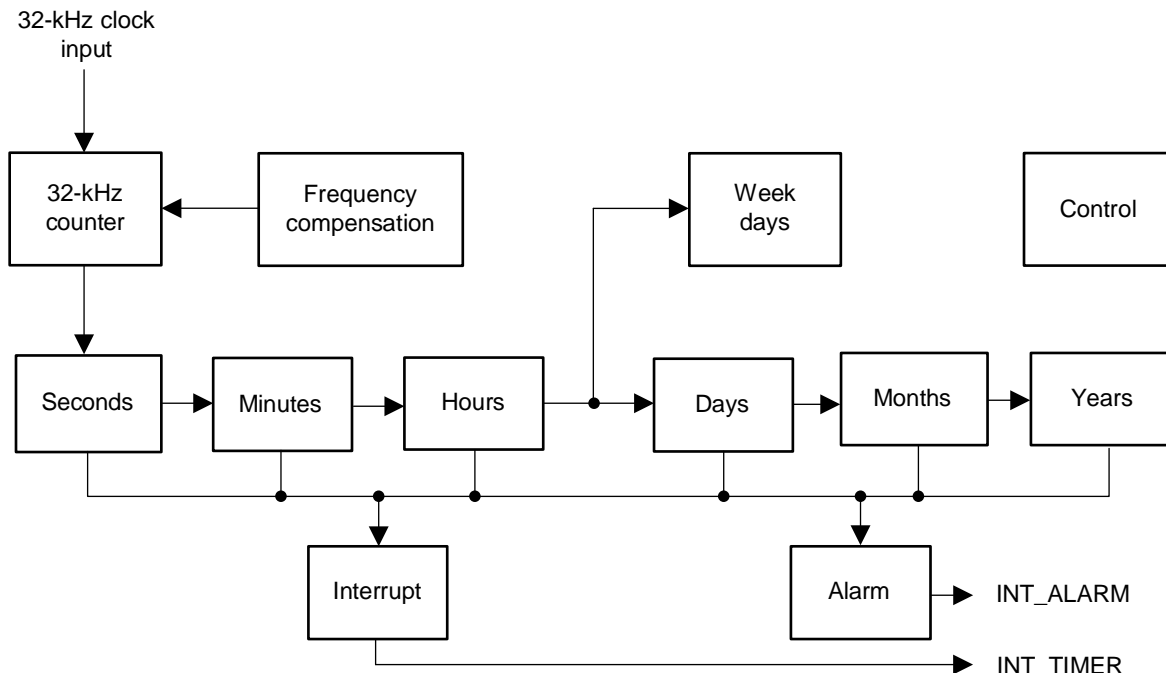 32-kHz clock
input
32-kHz
counter
Frequency
compensation
Week
days
Control
Seconds
Minutes
Hours
Days
Months
Years
Interrupt
Alarm
INT_ALARM
INT_TIMER